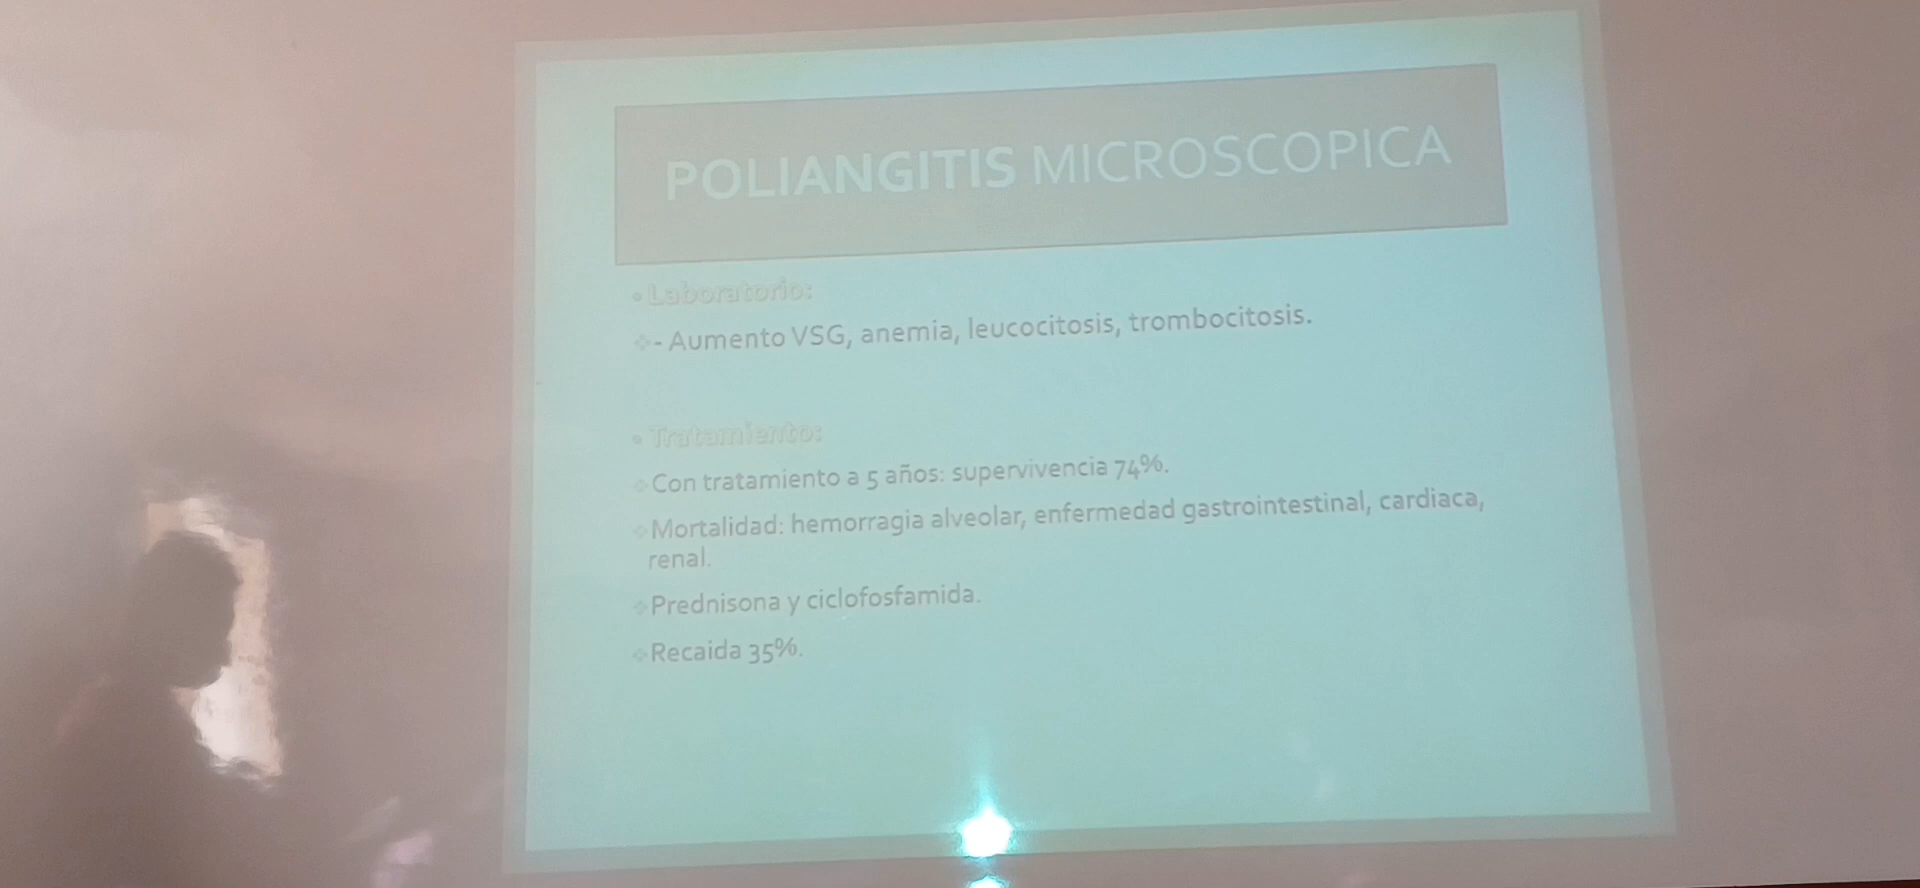 POLIANGITIS MICROSCOPICA
• Laboratorio:
- Aumento VSG, anemia, leucocitosis, trombocitosis.
• Tratamiento:
Con tratamiento a 5 años: supervivencia 74%.
Mortalidad: hemorragia alveolar, enfermedad gastrointestinal, cardiaca,
renal.
Prednisona y ciclofosfamida.
Recaida 35%.